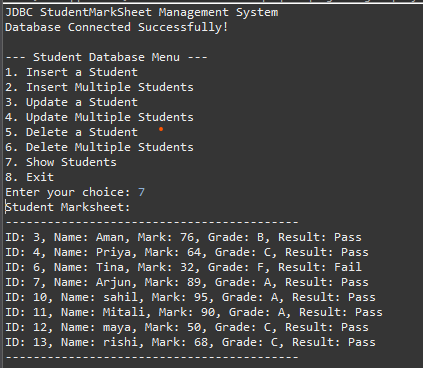 JDBC StudentMarkSheet Management System
Database Connected Successfully!
--- Student Database Menu ---
1. Insert a Student
2. Insert Multiple Students
3. Update a Student
4. Update Multiple Students
5. Delete a Student
6. Delete Multiple Students
7. Show Students
8. Exit
Enter your choice: 7
Student Marksheet:
----------------------------------------
ID: 3, Name: Aman, Mark: 76, Grade: B, Result: Pass
ID: 4, Name: Priya, Mark: 64, Grade: C, Result: Pass
ID: 6, Name: Tina, Mark: 32, Grade: F, Result: Fail
ID: 7, Name: Arjun, Mark: 89, Grade: A, Result: Pass
ID: 10, Name: sahil, Mark: 95, Grade: A, Result: Pass
ID: 11, Name: Mitali, Mark: 90, Grade: A, Result: Pass
ID: 12, Name: maya, Mark: 50, Grade: C, Result: Pass
ID: 13, Name: rishi, Mark: 68, Grade: C, Result: Pass
----------------------------------------